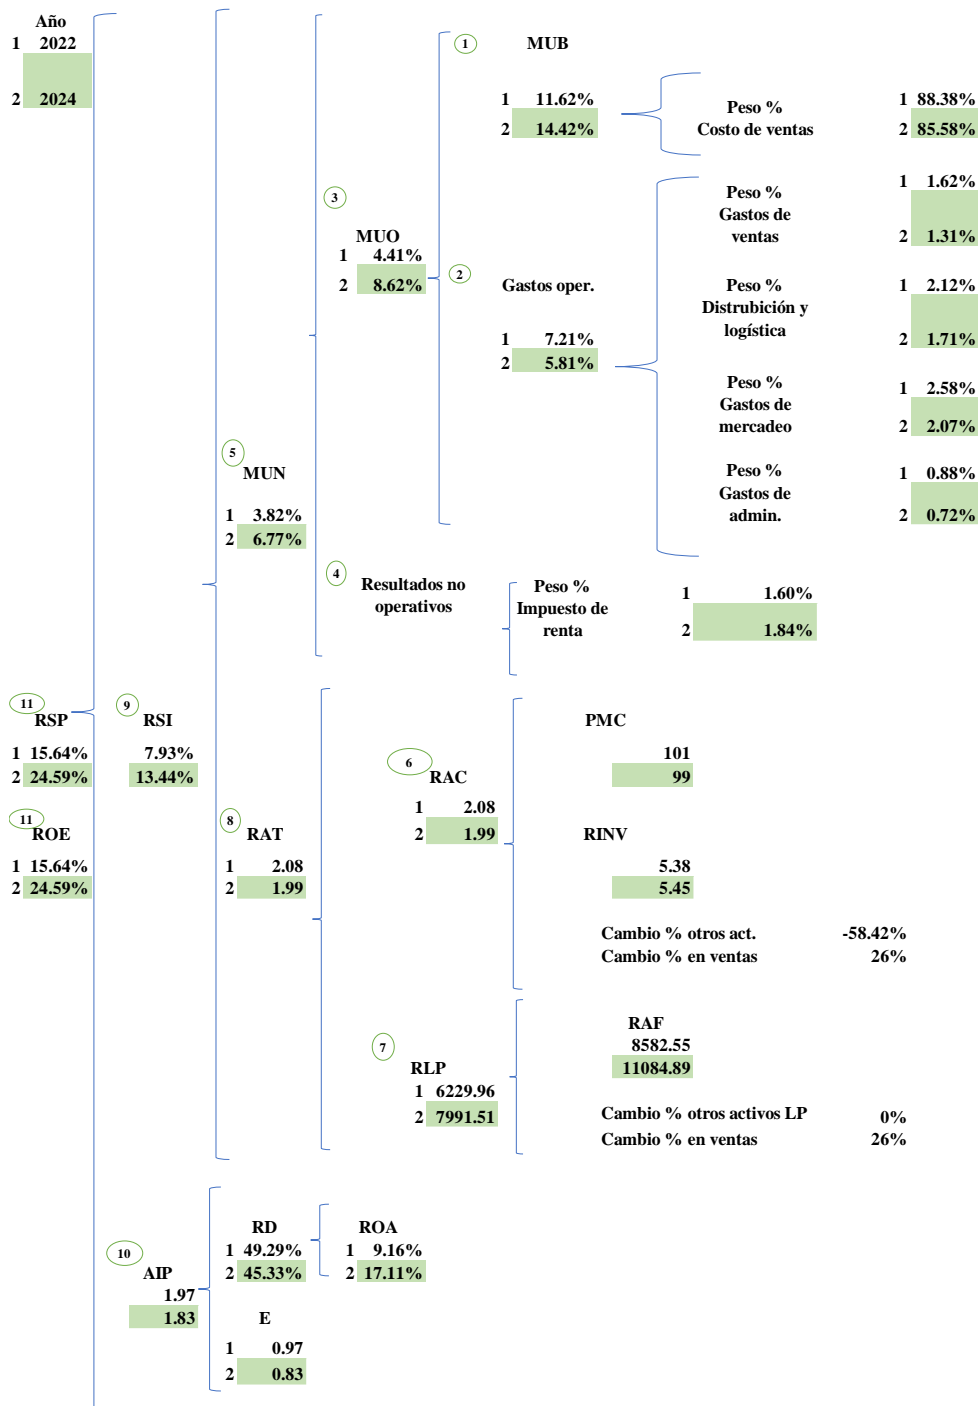 Año
1 2022
2 2024
1 MUB
1 11.62%
2 14.42%
Peso %
Costo de ventas
1 88.38%
2 85.58%
Peso %
Gastos de
ventas
1 1.62%
2 1.31%
3
MUO
1 4.41%
2 8.62%
2
Gastos oper.
1 7.21%
2 5.81%
Peso %
Distrubición y
logística
1 2.12%
2 1.71%
Peso %
Gastos de
mercadeo
1 2.58%
2 2.07%
Peso %
Gastos de
admin.
1 0.88%
2 0.72%
5
MUN
1 3.82%
2 6.77%
4
Resultados no
operativos
Peso %
Impuesto de
renta
1 1.60%
2 1.84%
11
RSP
1 15.64%
2 24.59%
9
RSI
7.93%
13.44%
11
ROE
1 15.64%
2 24.59%
8
RAT
1 2.08
2 1.99
6
RAC
1 2.08
2 1.99
PMC
101
99
RINV
5.38
5.45
Cambio % otros act. -58.42%
Cambio % en ventas 26%
7
RLP
1 6229.96
2 7991.51
RAF
8582.55
11084.89
Cambio % otros activos LP 0%
Cambio % en ventas 26%
10
AIP
1.97
1.83
RD
1 49.29%
2 45.33%
ROA
1 9.16%
2 17.11%
E
1 0.97
2 0.83